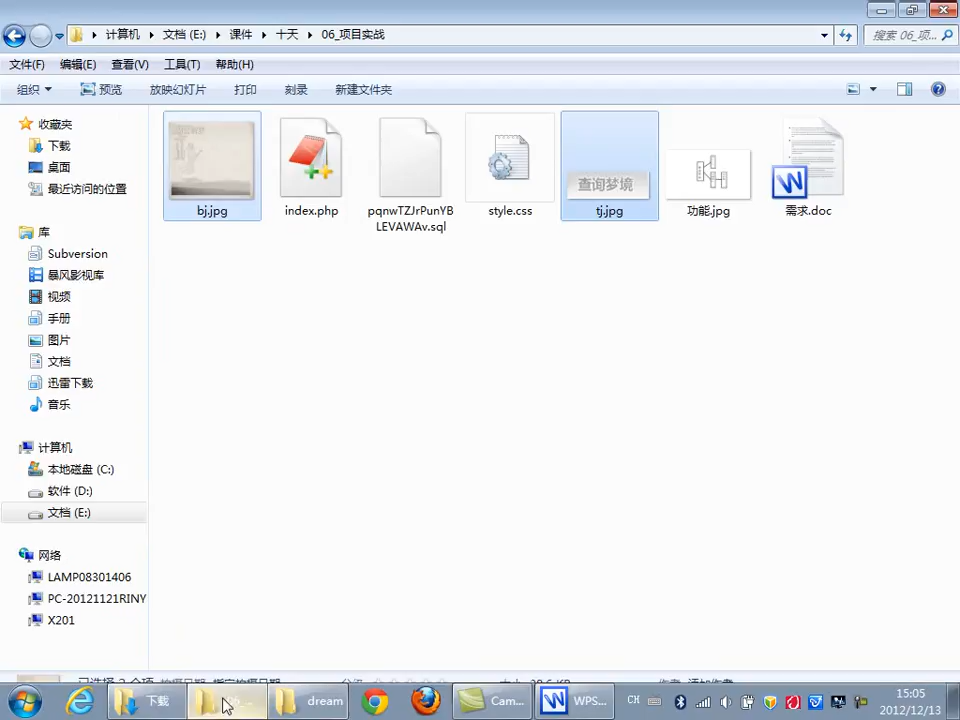 计算机 文档 (E:) 课件 十天 06_项目实战
搜索 06_项...
文件(F) 编辑(E) 查看(V) 工具(T) 帮助(H)
组织 预览 放映幻灯片 打印 刻录 新建文件夹
收藏夹
下载
桌面
最近访问的位置
库
Subversion
暴风影视库
视频
手册
图片
文档
迅雷下载
音乐
计算机
本地磁盘 (C:)
软件 (D:)
文档 (E:)
网络
LAMP08301406
PC-20121121RINY
X201
查询梦境
bj.jpg index.php pqnwTZJrPunYB style.css tj.jpg 功能.jpg 需求.doc
LEVAWAv.sql
下载 dream Cam... WPS... CH 15:05
2012/12/13